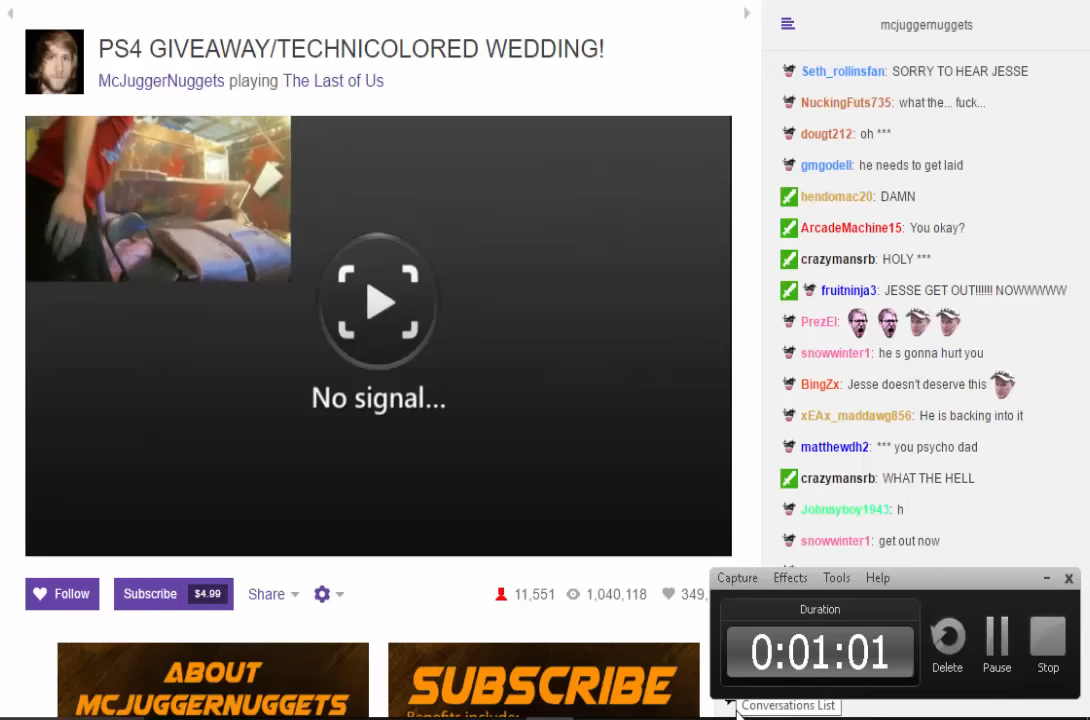 PS4 GIVEAWAY/TECHNICOLORED WEDDING!
McJuggerNuggets playing The Last of Us
No signal...
Follow
Subscribe $4.99
Share
11,551
1,040,118
349,
ABOUT
MCJUGGERNUGGETS
SUBSCRIBE
Benefits include:
mcjuggernuggets
Seth_rollinsfan: SORRY TO HEAR JESSE
NuckingFuts735: what the... fuck...
dougt212: oh ***
gmgodell: he needs to get laid
hendomac20: DAMN
ArcadeMachine15: You okay?
crazymansrb: HOLY ***
fruitninja3: JESSE GET OUT!!!!!! NOWWWWW
PrezEI:
snowwinter1: he s gonna hurt you
BingZx: Jesse doesn't deserve this
xEAx_maddawg856: He is backing into it
matthewdh2: *** you psycho dad
crazymansrb: WHAT THE HELL
Johnnyboy1943: h
snowwinter1: get out now
Capture Effects Tools Help
Duration
0:01:01
Delete
Pause
Stop
Conversations List